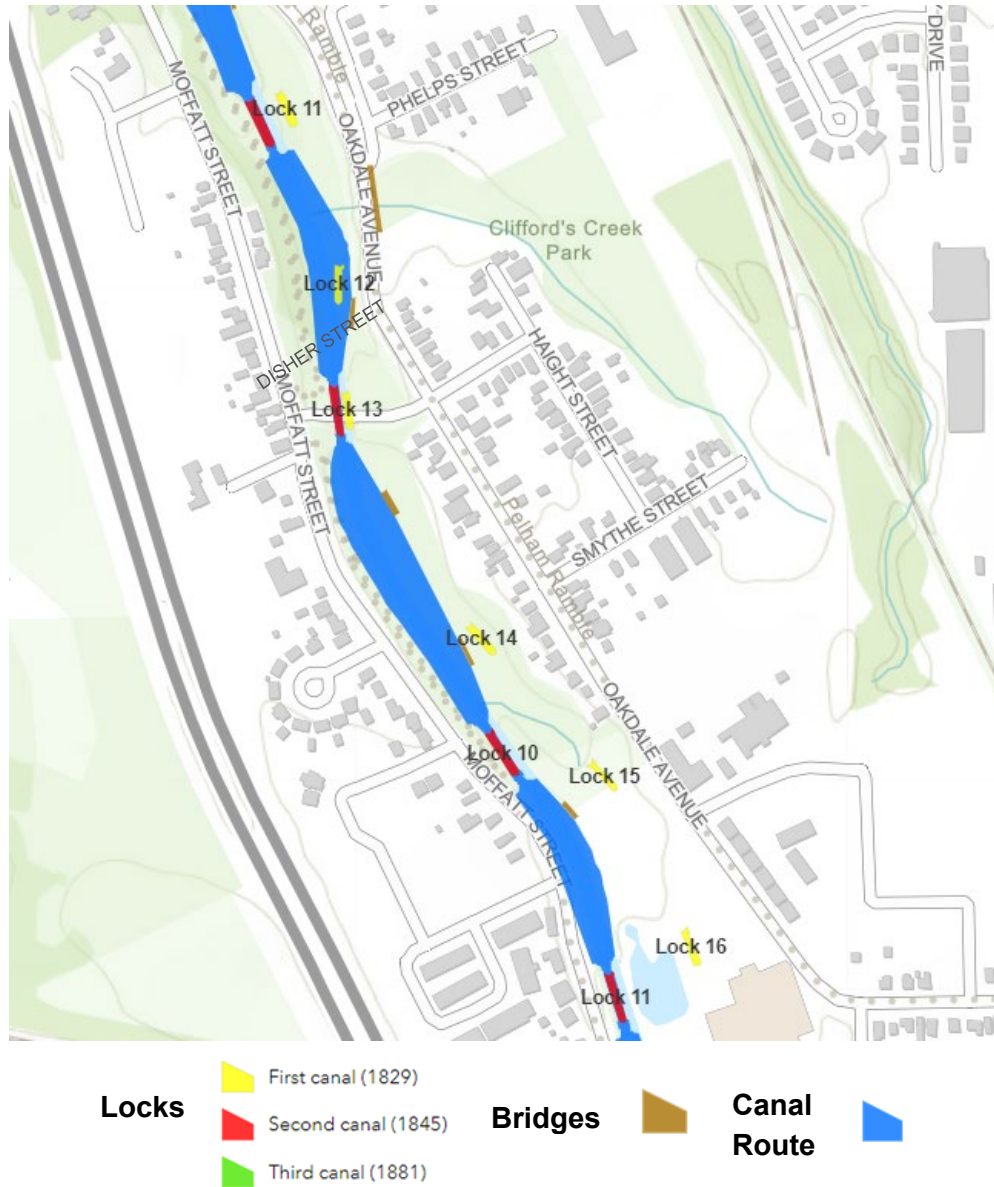 Ramble
MOFFATT STREET
PHELPS STREET
DRIVE
Lock 11
OAKDALE AVENUE
Clifford's Creek
Park
Lock 12
DISHER STREET
HAIGHT STREET
MOFFATT STREET
Lock 13
SMYTHE STREET
Pelham Ramble
Lock 14
OAKDALE AVENUE
Lock 10
Lock 15
MOFFATT STREET
Lock 16
Lock 11
Locks
First canal (1829)
Second canal (1845)
Third canal (1881)
Bridges
Canal
Route